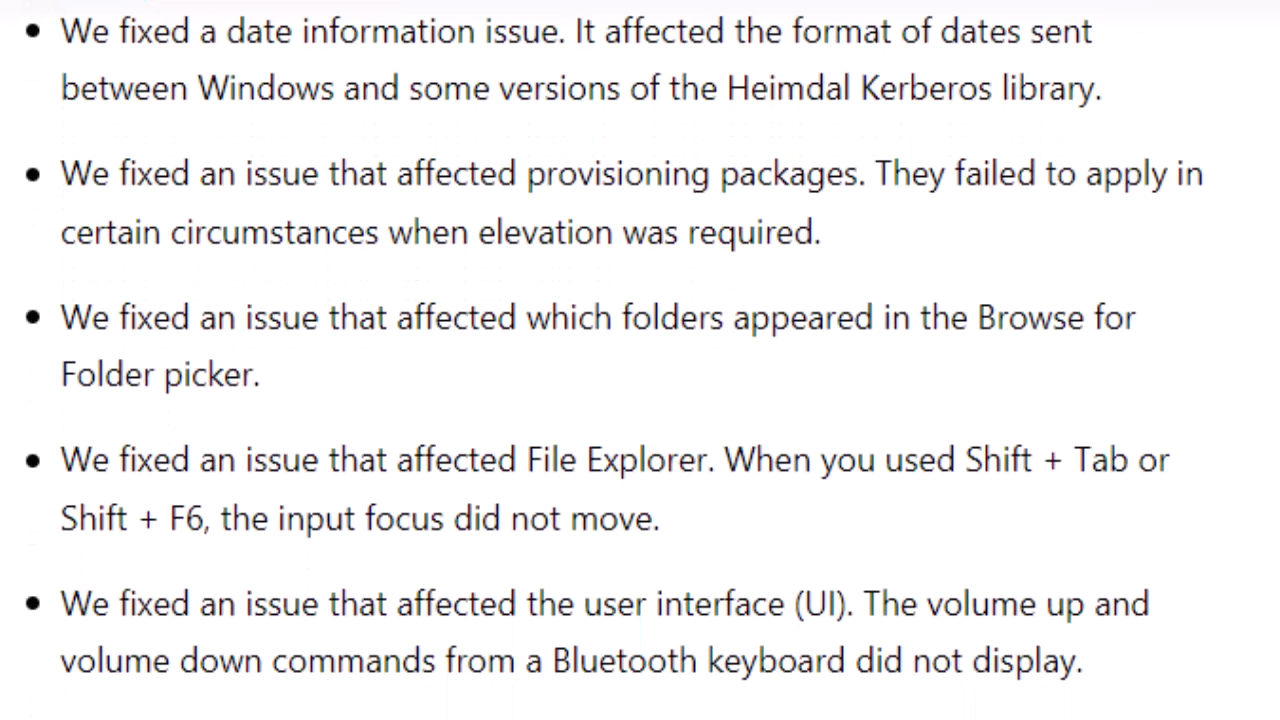 • We fixed a date information issue. It affected the format of dates sent
between Windows and some versions of the Heimdal Kerberos library.
• We fixed an issue that affected provisioning packages. They failed to apply in
certain circumstances when elevation was required.
• We fixed an issue that affected which folders appeared in the Browse for
Folder picker.
• We fixed an issue that affected File Explorer. When you used Shift + Tab or
Shift + F6, the input focus did not move.
• We fixed an issue that affected the user interface (UI). The volume up and
volume down commands from a Bluetooth keyboard did not display.